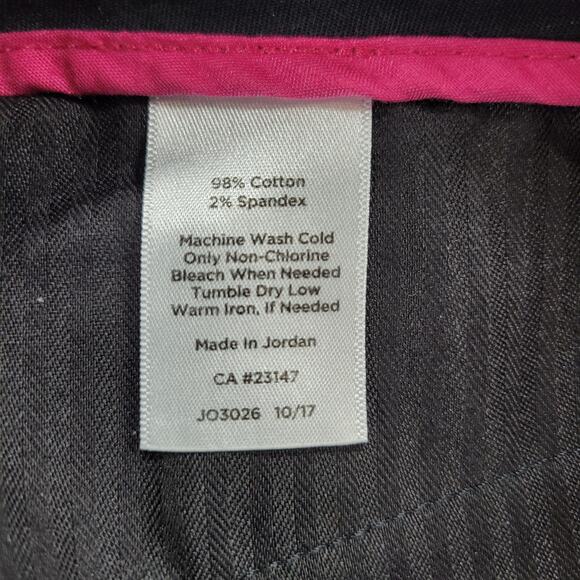 98% Cotton
2% Spandex
Machine Wash Cold
Only Non-Chlorine
Bleach When Needed
Tumble Dry Low
Warm Iron, If Needed
Made In Jordan
CA #23147
JO3026 10/17